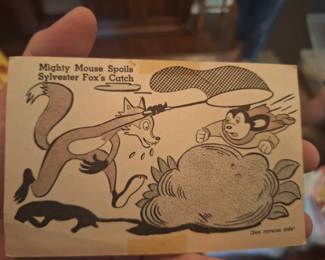 Mighty Mouse Spoils
Sylvester Fox's Catch
(See reverse side)